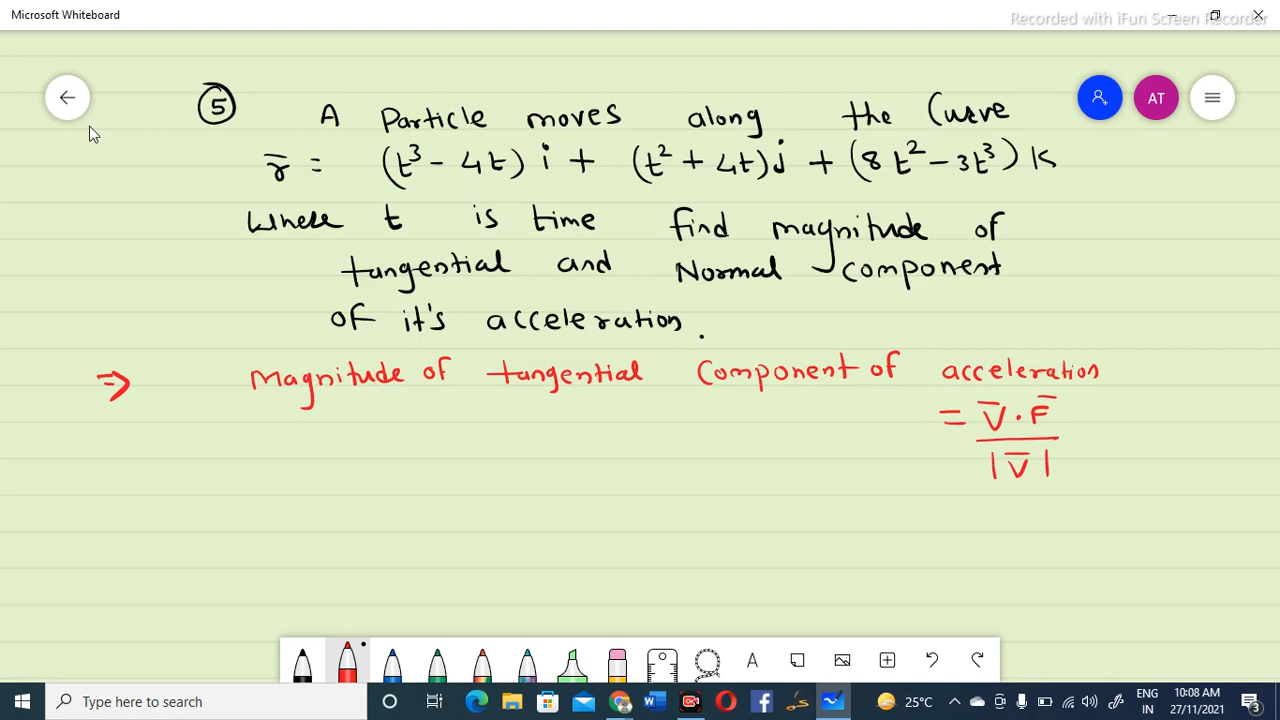 Microsoft Whiteboard
Recorded with iFun Screen Recorder
⑤ A Particle moves along the Curve
r̅ = (t³ - 4t) i + (t² + 4t) j + (8t² - 3t³) k
where t is time find magnitude of
tangential and Normal component
of it's acceleration.
⇒ Magnitude of tangential Component of acceleration
= V̅ · F̅
|V̅|
AT
A
Type here to search
W
25°C
ENG
IN
10:08 AM
27/11/2021
3